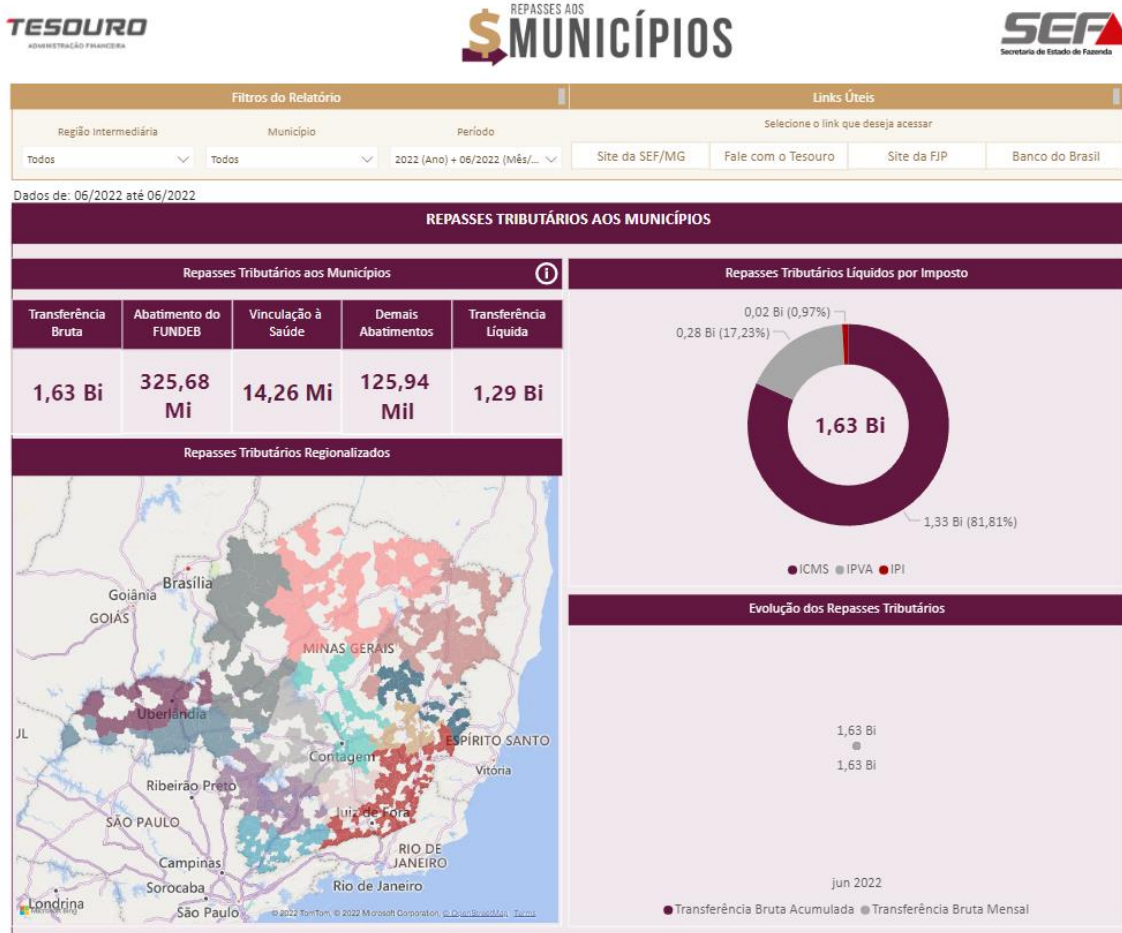 TESOURO
ADMINISTRAÇÃO FINANCEIRA
REPASSES AOS
$MUNICÍPIOS
SEF
Secretaria de Estado de Fazenda
Filtros do Relatório
Links Úteis
Região Intermediária
Município
Período
Selecione o link que deseja acessar
Todos
Todos
2022 (Ano) + 06/2022 (Mês/...
Site da SEF/MG
Fale com o Tesouro
Site da FJP
Banco do Brasil
Dados de: 06/2022 até 06/2022
REPASSES TRIBUTÁRIOS AOS MUNICÍPIOS
Repasses Tributários aos Municípios
Transferência
Bruta
Abatimento do
FUNDEB
Vinculação à
Saúde
Demais
Abatimentos
Transferência
Líquida
1,63 Bi
325,68
Mi
14,26 Mi
125,94
Mil
1,29 Bi
Repasses Tributários Regionalizados
Brasília
Goiânia
GOIÁS
MINAS GERAIS
Uberlândia
UL
ESPÍRITO SANTO
Contagem
Vitória
Ribeirão Preto
Juiz de Fora
SÃO PAULO
RIO DE
JANEIRO
Campinas
Sorocaba
Rio de Janeiro
Londrina
São Paulo
Microsoft Bing
© 2022 TomTom, © 2022 Microsoft Corporation, © OpenStreetMap Terms
Repasses Tributários Líquidos por Imposto
0,02 Bi (0,97%)
0,28 Bi (17,23%)
1,63 Bi
1,33 Bi (81,81%)
ICMS IPVA IPI
Evolução dos Repasses Tributários
1,63 Bi
1,63 Bi
jun 2022
Transferência Bruta Acumulada Transferência Bruta Mensal